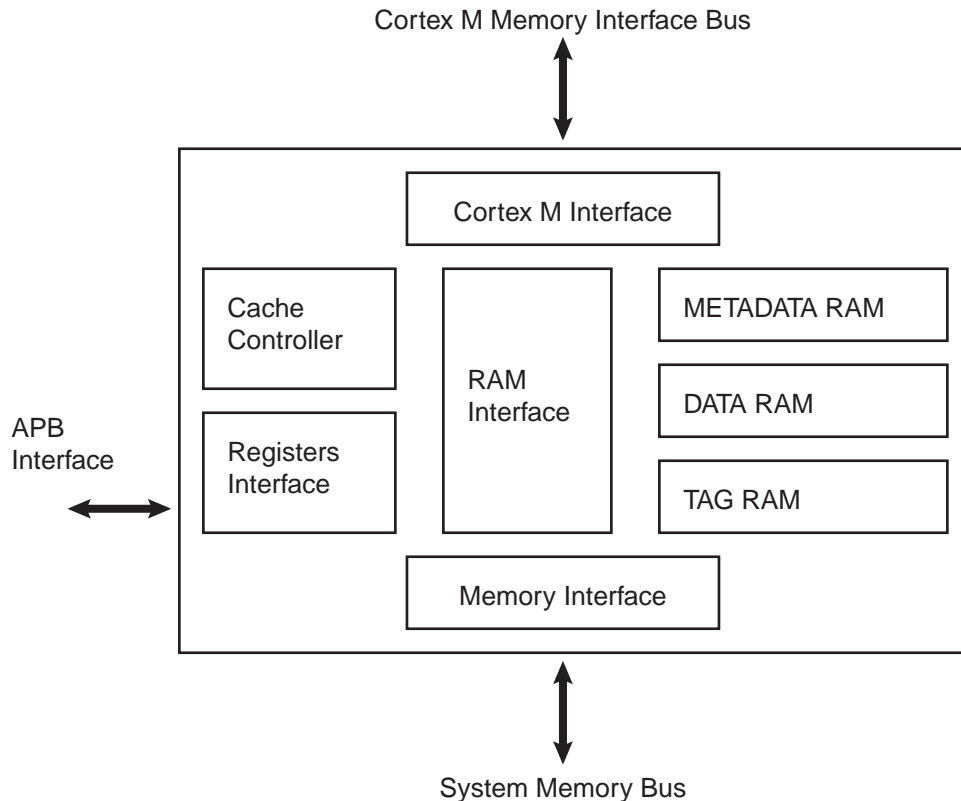 Cortex M Memory Interface Bus
Cortex M Interface
Cache
Controller
RAM
Interface
METADATA RAM
DATA RAM
TAG RAM
APB
Interface
Registers
Interface
Memory Interface
System Memory Bus